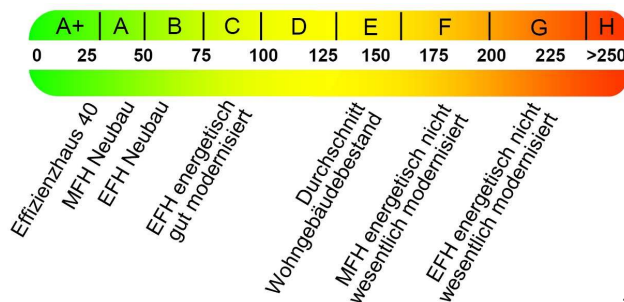 A+ A B C D E F G H
0 25 50 75 100 125 150 175 200 225 >250
Effizienzhaus 40
MFH Neubau
EFH Neubau
EFH energetisch
gut modernisiert
Durchschnitt
Wohngebäudebestand
MFH energetisch nicht
wesentlich modernisiert
EFH energetisch nicht
wesentlich modernisiert